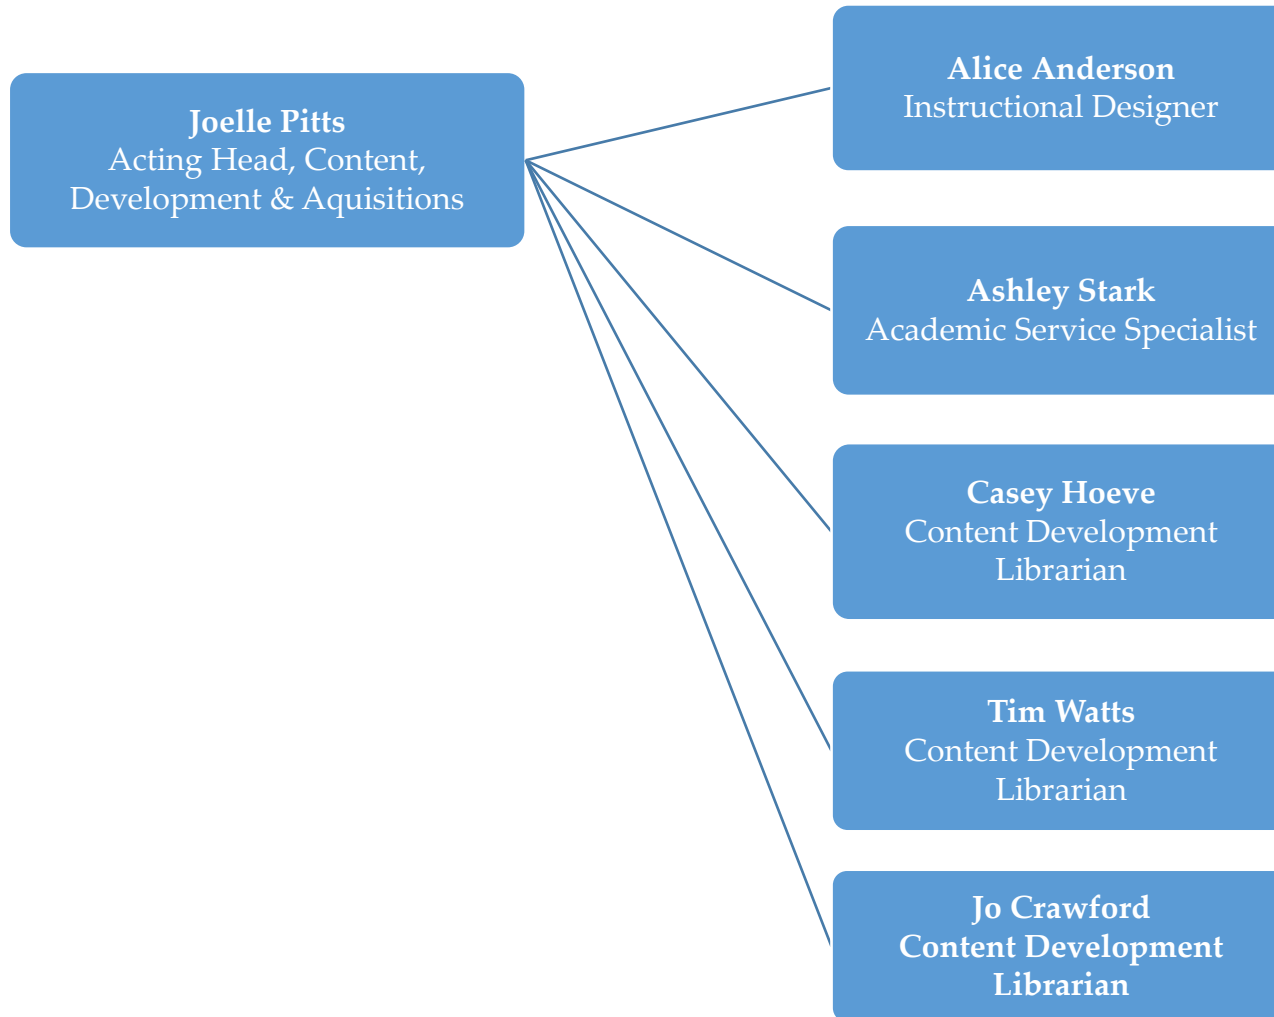 Joelle Pitts
Acting Head, Content,
Development & Aquisitions
Alice Anderson
Instructional Designer
Ashley Stark
Academic Service Specialist
Casey Hoeve
Content Development
Librarian
Tim Watts
Content Development
Librarian
Jo Crawford
Content Development
Librarian